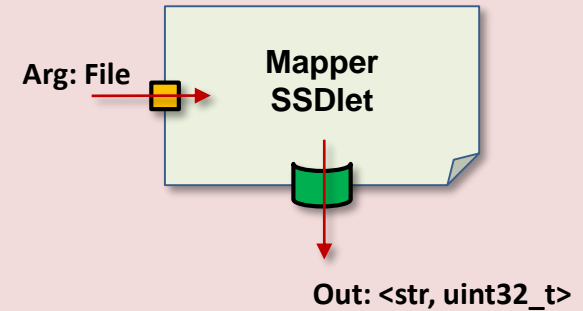 Arg: File
Mapper
SSDlet
Out: <str, uint32_t>